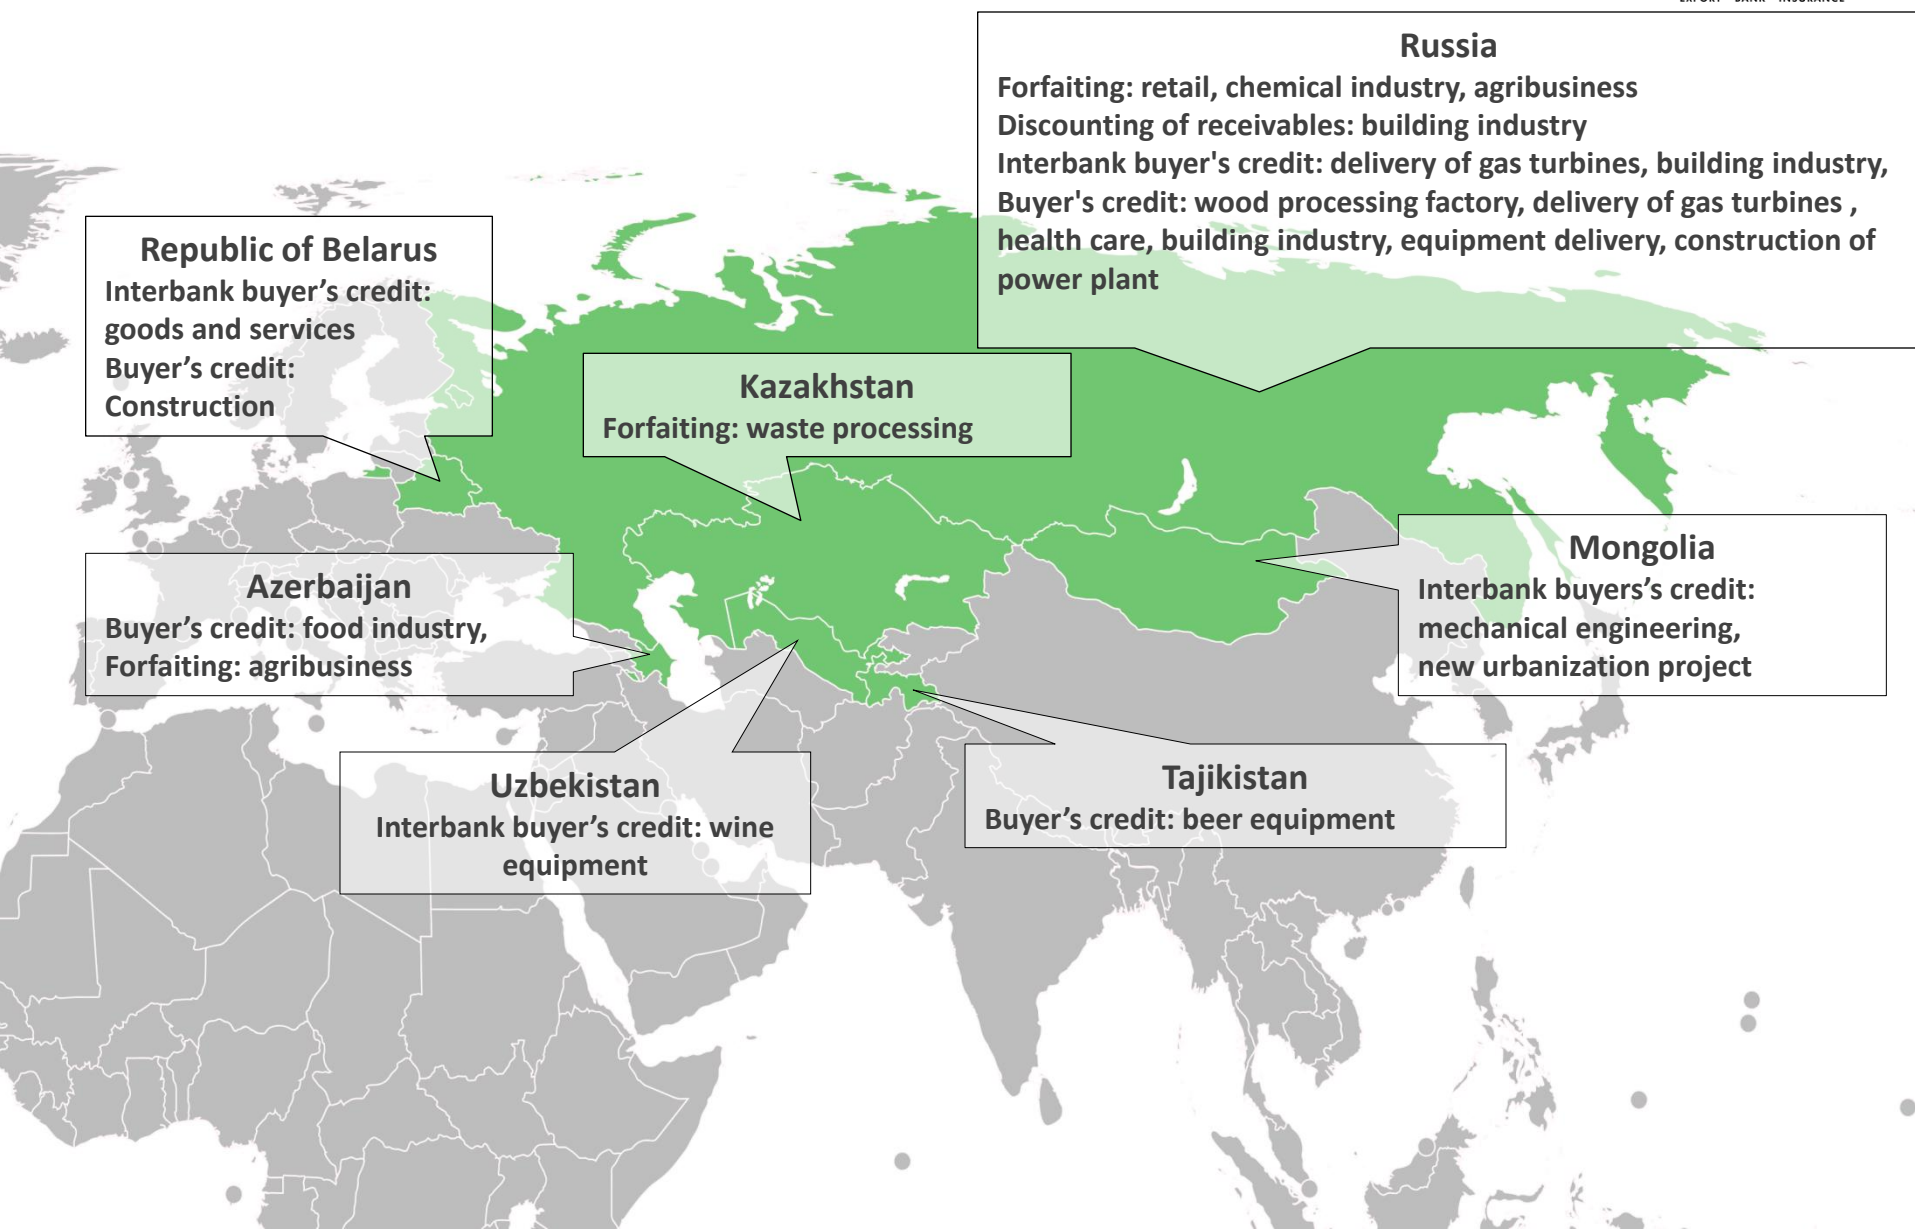 EXPORT BANK INSURANCE
Russia
Forfaiting: retail, chemical industry, agribusiness
Discounting of receivables: building industry
Interbank buyer's credit: delivery of gas turbines, building industry,
Buyer's credit: wood processing factory, delivery of gas turbines ,
health care, building industry, equipment delivery, construction of
power plant
Republic of Belarus
Interbank buyer’s credit:
goods and services
Buyer’s credit:
Construction
Kazakhstan
Forfaiting: waste processing
Mongolia
Interbank buyers’s credit:
mechanical engineering,
new urbanization project
Azerbaijan
Buyer’s credit: food industry,
Forfaiting: agribusiness
Uzbekistan
Interbank buyer’s credit: wine
equipment
Tajikistan
Buyer’s credit: beer equipment